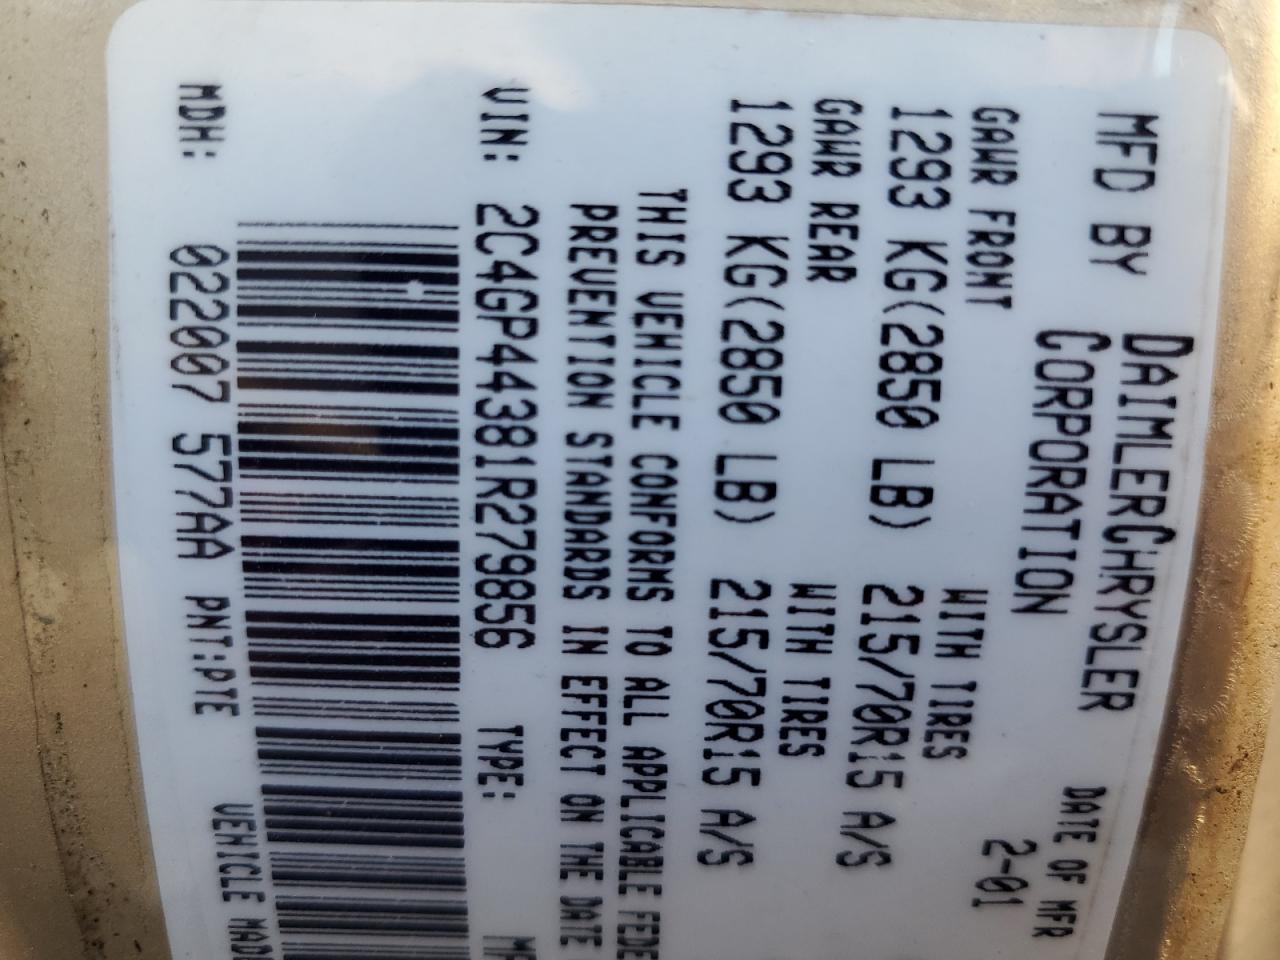 MFD BY DAIMLERCHRYSLER CORPORATION
DATE OF MFR 2-01
GAWR FRONT WITH TIRES
1293 KG(2850 LB) 215/70R15 A/S
GAWR REAR WITH TIRES
1293 KG(2850 LB) 215/70R15 A/S
THIS VEHICLE CONFORMS TO ALL APPLICABLE FEDE
PREVENTION STANDARDS IN EFFECT ON THE DATE
VIN: 2C4GP44381R279856 TYPE: MP
MDH: 022007 577AA PNT:PTE VEHICLE MAD